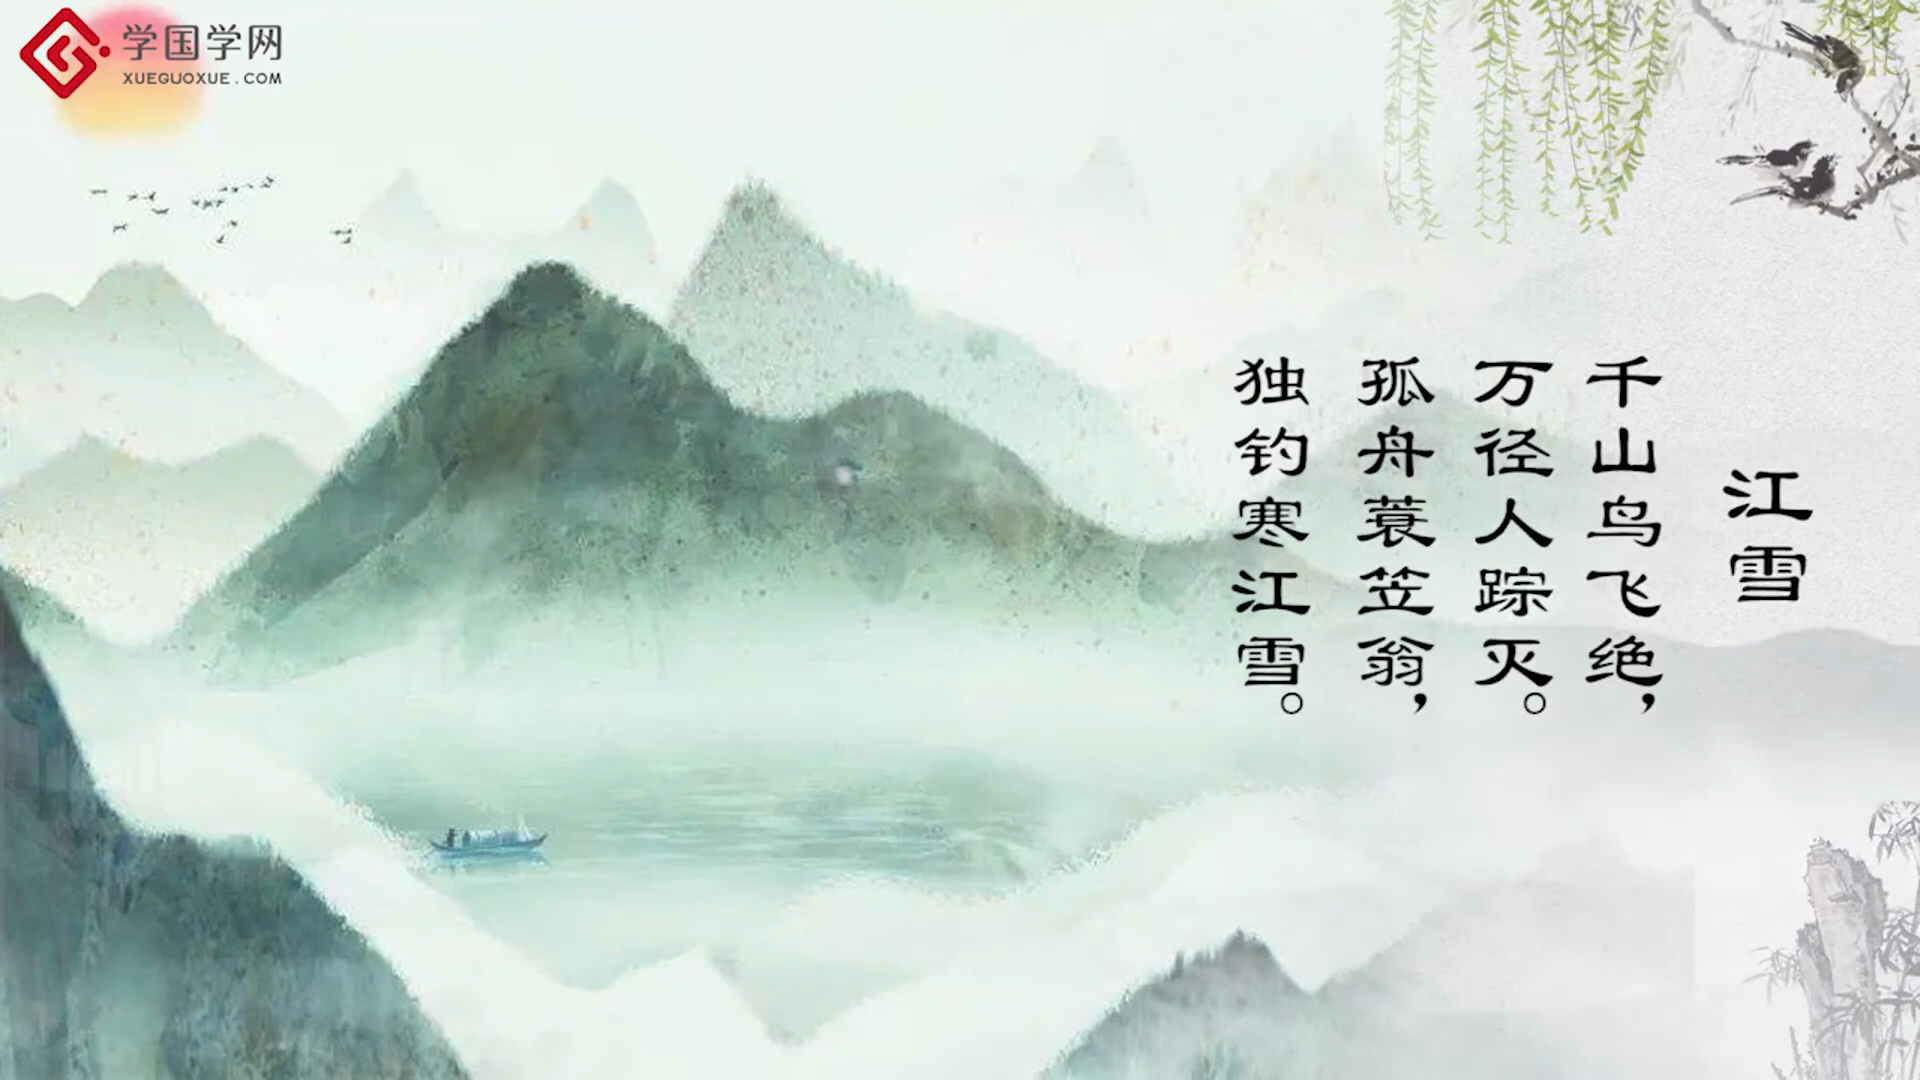 学国学网
XUEGUOXUE.COM
江雪
千山鸟飞绝，
万径人踪灭。
孤舟蓑笠翁，
独钓寒江雪。